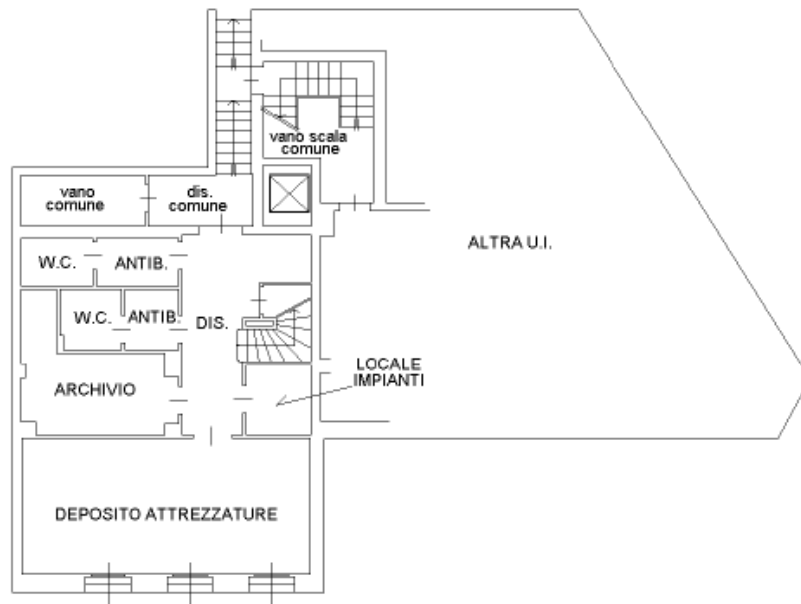 vano scala
comune
vano
comune
dis.
comune
ALTRA U.I.
W.C.
ANTIB.
W.C.
ANTIB.
DIS.
LOCALE
IMPIANTI
ARCHIVIO
DEPOSITO ATTREZZATURE